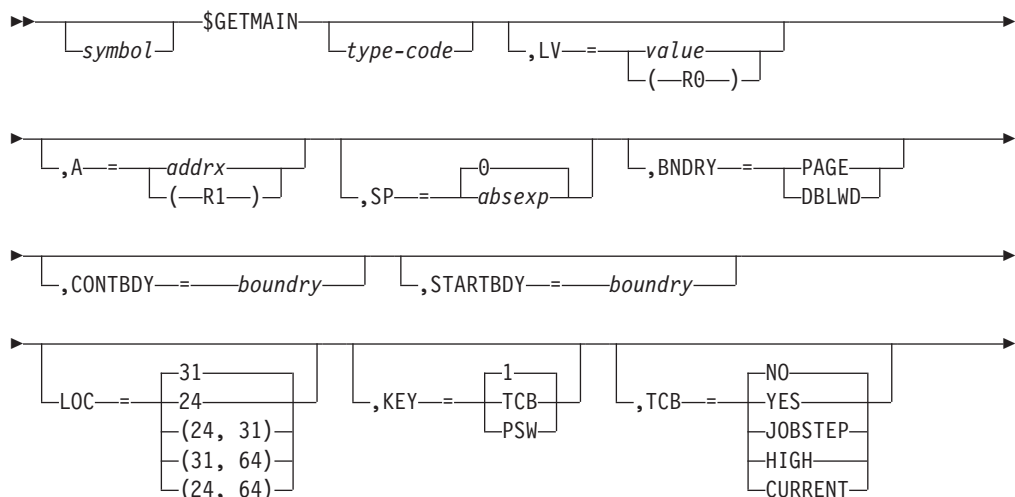 $GETMAIN
symbol type-code ,LV = value
( R0 )
,A = addrx ,SP = 0 ,BNDRY = PAGE
( R1 ) absexp DBLWD
,CONTBDY = boundry ,STARTBDY = boundry
LOC = 31 ,KEY = 1 ,TCB = NO
24 TCB YES
(24, 31) PSW JOBSTEP
(31, 64) HIGH
(24, 64) CURRENT